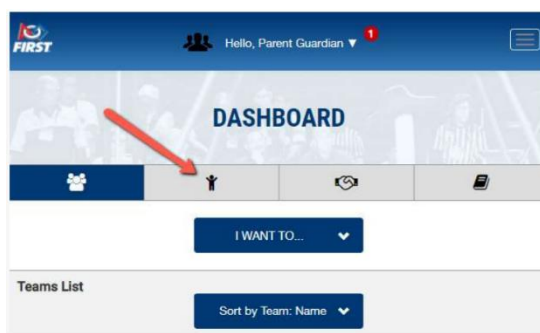 FIRST
Hello, Parent Guardian ▼ 1
DASHBOARD
I WANT TO...
Teams List
Sort by Team: Name